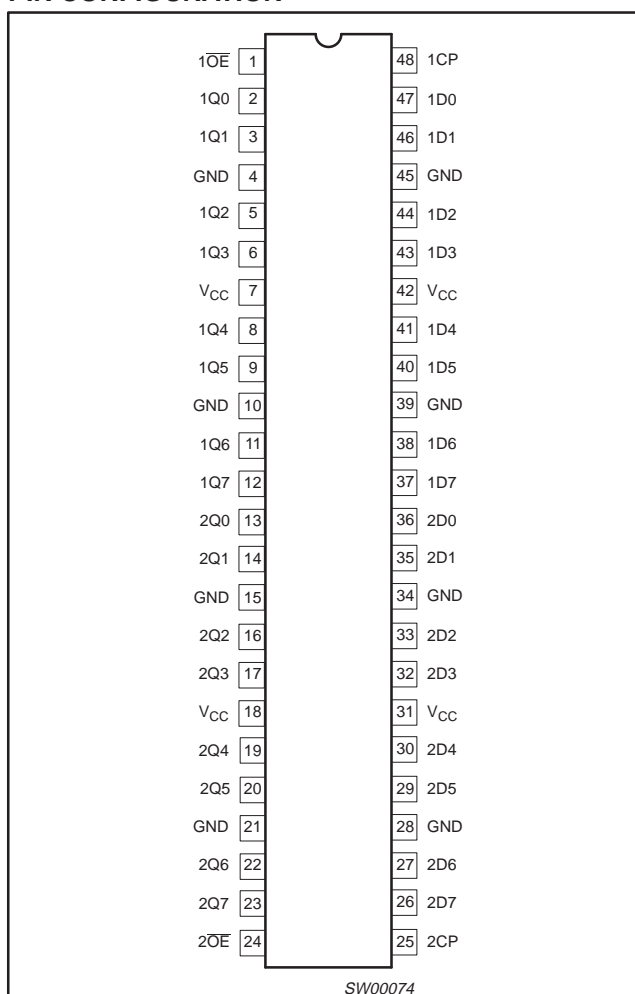 1O̅E̅ 1 48 1CP
1Q0 2 47 1D0
1Q1 3 46 1D1
GND 4 45 GND
1Q2 5 44 1D2
1Q3 6 43 1D3
VCC 7 42 VCC
1Q4 8 41 1D4
1Q5 9 40 1D5
GND 10 39 GND
1Q6 11 38 1D6
1Q7 12 37 1D7
2Q0 13 36 2D0
2Q1 14 35 2D1
GND 15 34 GND
2Q2 16 33 2D2
2Q3 17 32 2D3
VCC 18 31 VCC
2Q4 19 30 2D4
2Q5 20 29 2D5
GND 21 28 GND
2Q6 22 27 2D6
2Q7 23 26 2D7
2O̅E̅ 24 25 2CP
SW00074